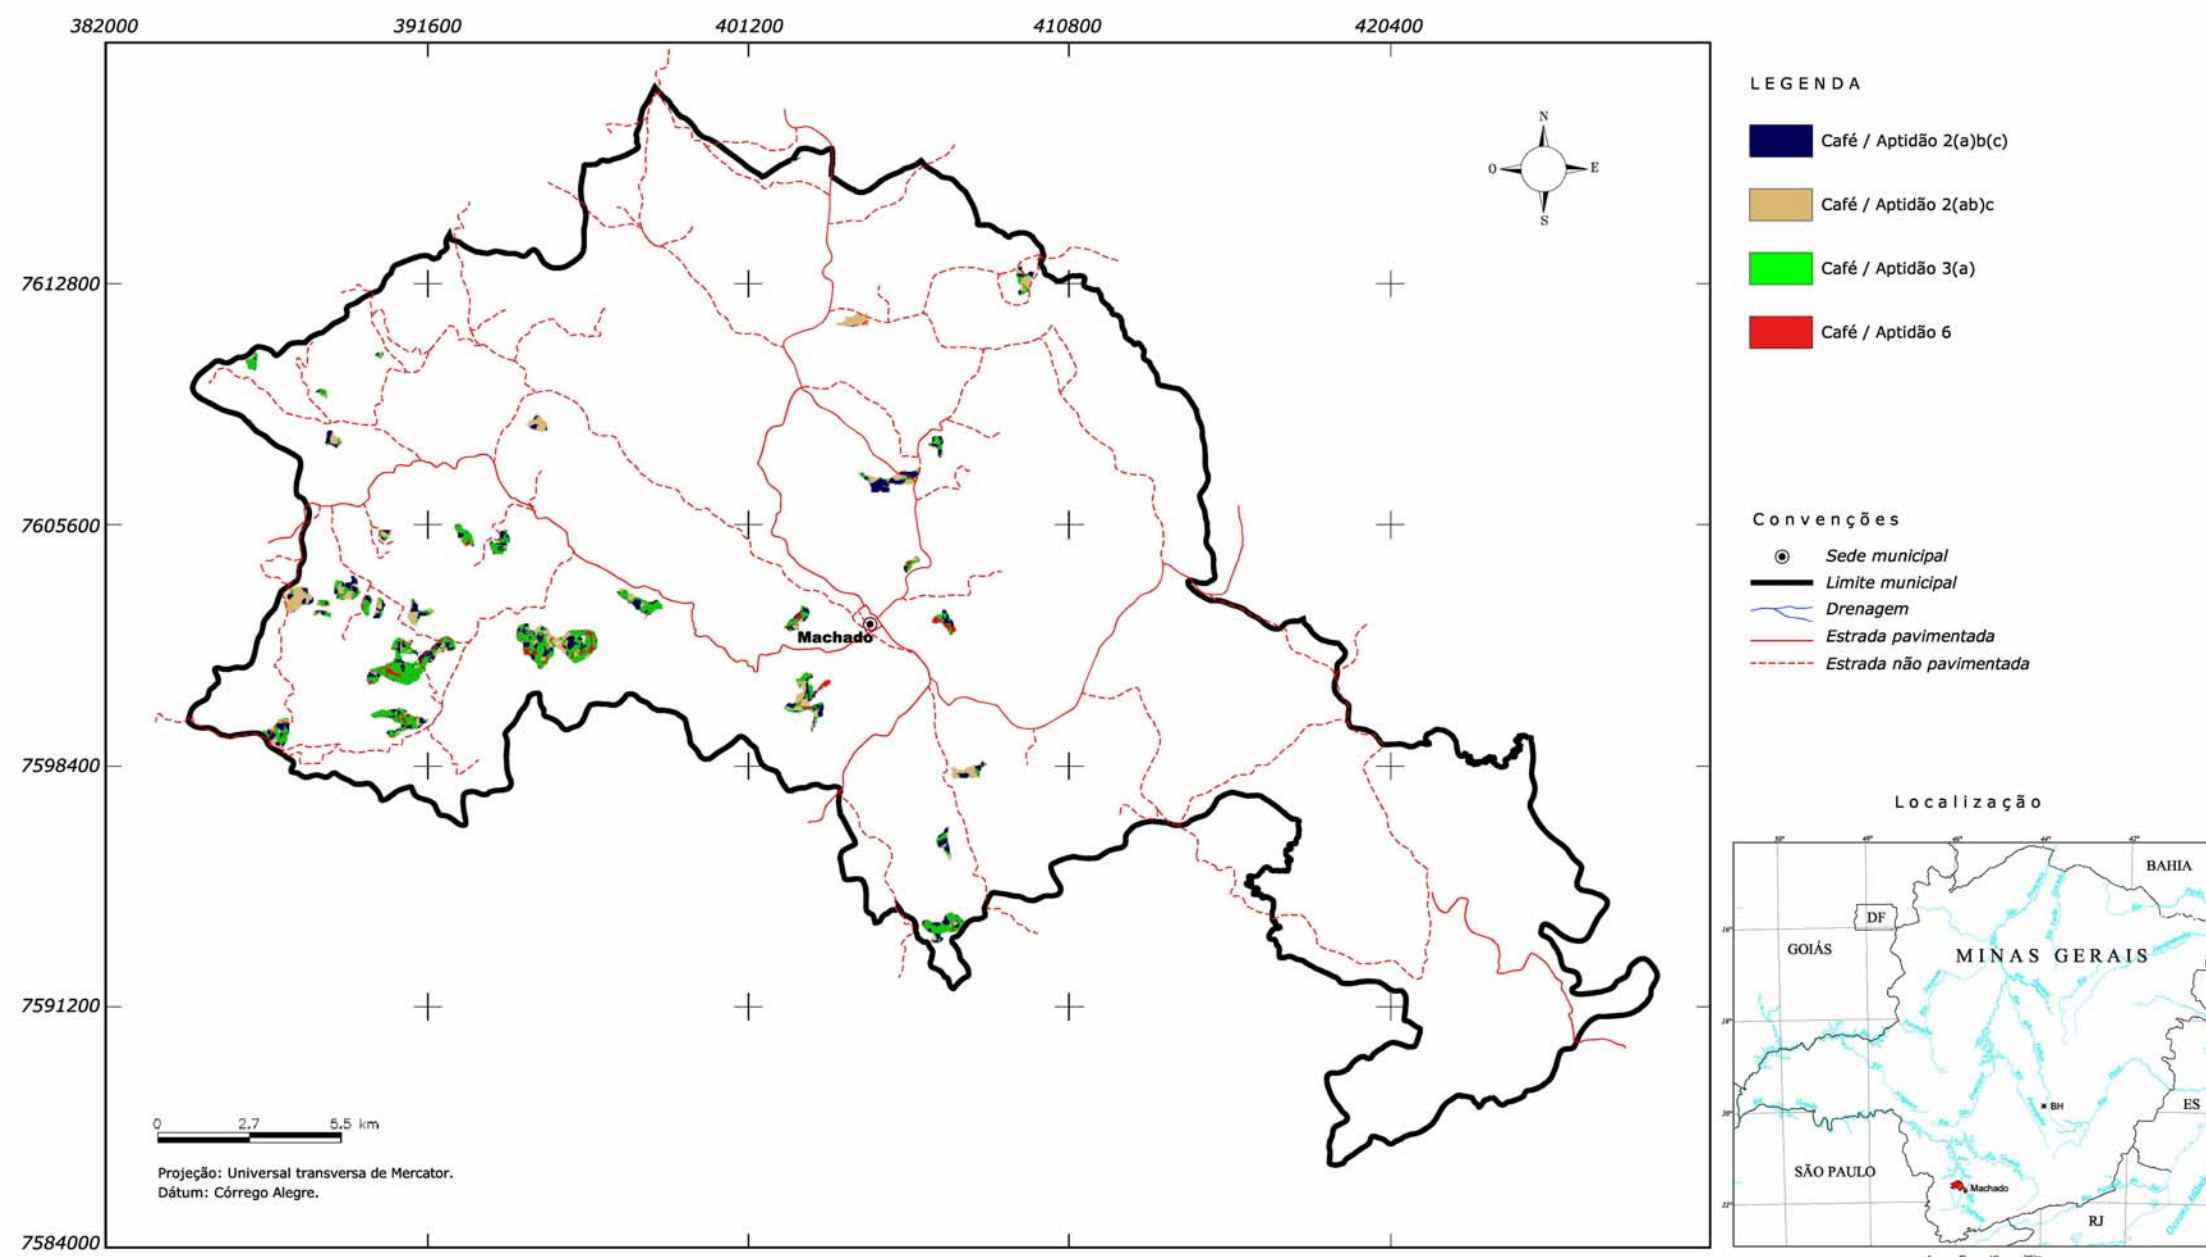 382000 391600 401200 410800 420400
7612800
7605600
7598400
7591200
7584000
N
O E
S
Machado
0 2.7 5.5 km
Projeção: Universal transversa de Mercator.
Dátum: Córrego Alegre.
LEGENDA
Café / Aptidão 2(a)b(c)
Café / Aptidão 2(ab)c
Café / Aptidão 3(a)
Café / Aptidão 6
Convenções
Sede municipal
Limite municipal
Drenagem
Estrada pavimentada
Estrada não pavimentada
Localização
BAHIA
DF
GOIÁS
MINAS GERAIS
BH
ES
SÃO PAULO
Machado
RJ